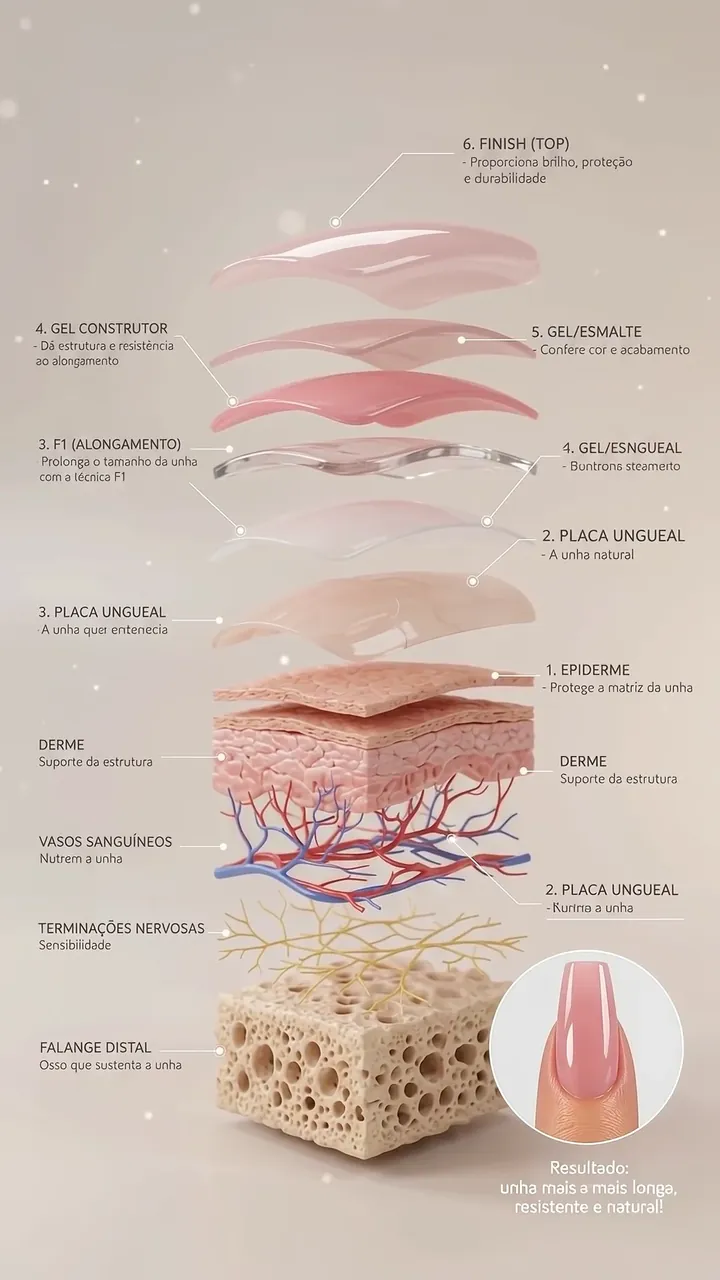 6. FINISH (TOP)
- Proporciona brilho, proteção
e durabilidade
4. GEL CONSTRUTOR
- Dá estrutura e resistência
ao alongamento
5. GEL/ESMALTE
- Confere cor e acabamento
3. F1 (ALONGAMENTO)
Prolonga o tamanho da unha
com a técnica F1
4. GEL/ESNGUEAL
- Buntrons steamerto
2. PLACA UNGUEAL
- A unha natural
3. PLACA UNGUEAL
- A unha quer entenecia
1. EPIDERME
- Protege a matriz da unha
DERME
Suporte da estrutura
DERME
Suporte da estrutura
VASOS SANGUÍNEOS
Nutrem a unha
2. PLACA UNGUEAL
- a unha
TERMINAÇÕES NERVOSAS
Sensibilidade
FALANGE DISTAL
Osso que sustenta a unha
Resultado:
unha mais a mais longa,
resistente e natural!